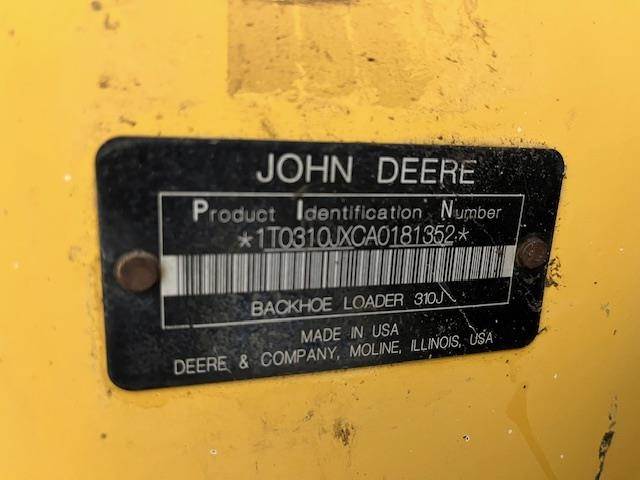 JOHN DEERE
Product Identification Number
*1T0310JXCA0181352*
BACKHOE LOADER 310J
MADE IN USA
DEERE & COMPANY, MOLINE, ILLINOIS, USA